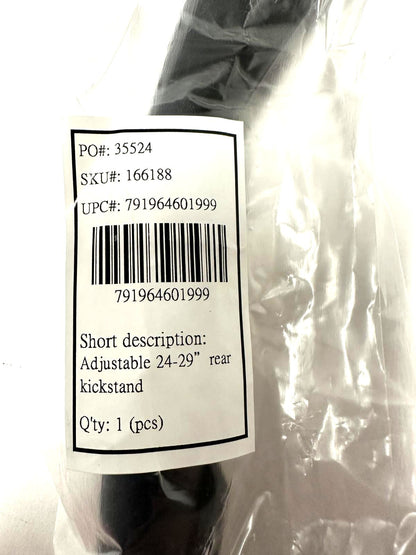 PO#: 35524
SKU#: 166188
UPC#: 791964601999
791964601999
Short description:
Adjustable 24-29” rear
kickstand
Q'ty: 1 (pcs)